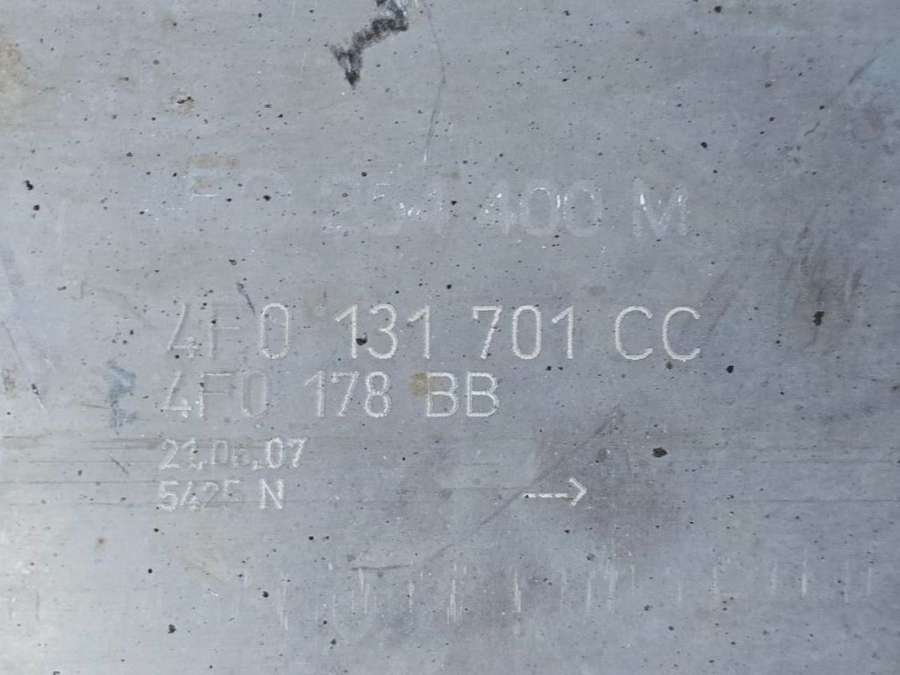 254 400 M
4F0 131 701 CC
4F0 178 BB
21.06.07
5425 N --->